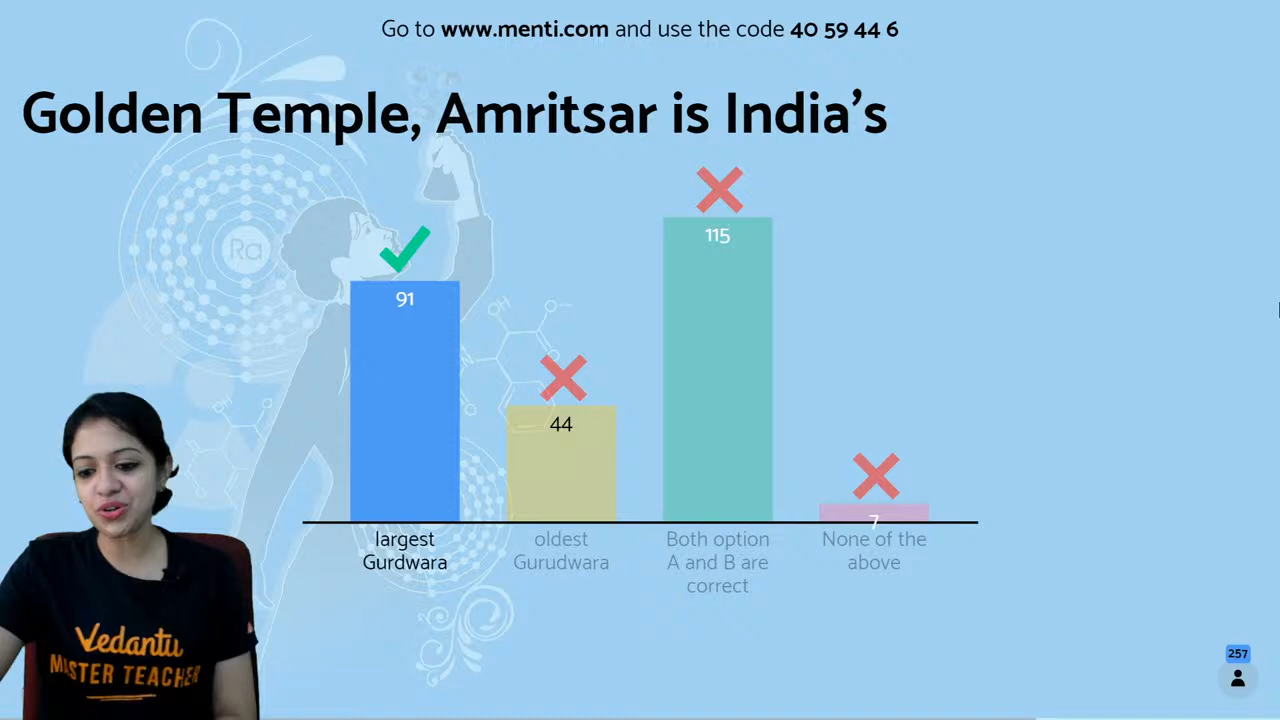 Go to www.menti.com and use the code 40 59 44 6
Golden Temple, Amritsar is India's
Ra
91
44
115
7
largest
Gurdwara
oldest
Gurudwara
Both option
A and B are
correct
None of the
above
Vedantu
MASTER TEACHER
257